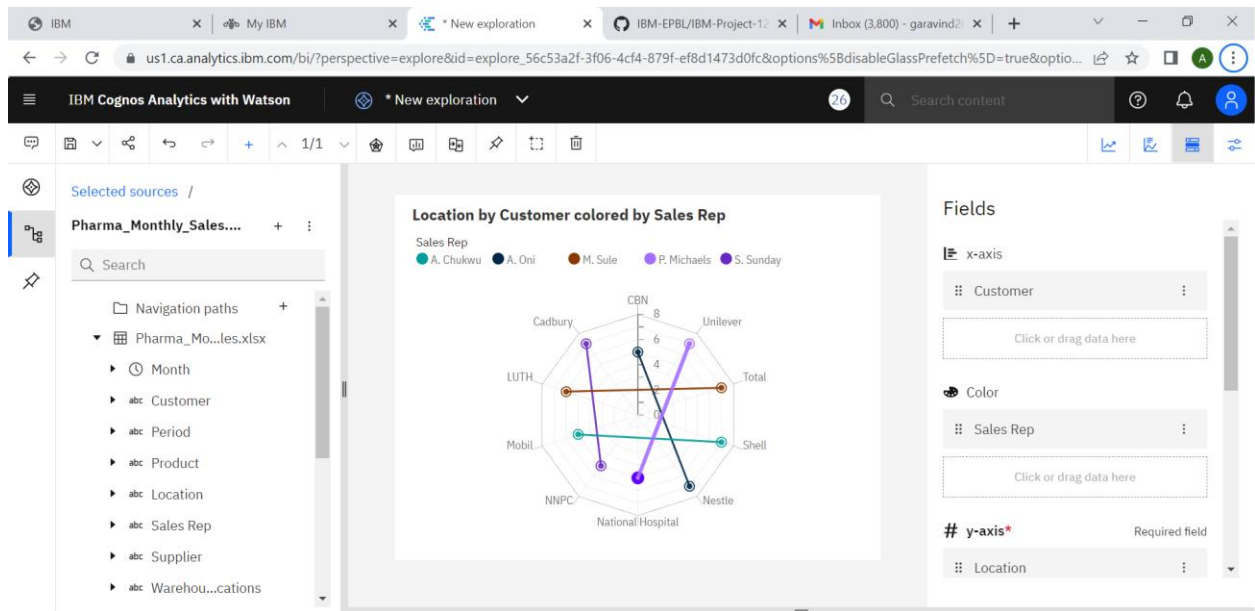 IBM
My IBM
* New exploration
IBM-EPBL/IBM-Project-12
Inbox (3,800) - garavind2
us1.ca.analytics.ibm.com/bi/?perspective=explore&id=explore_56c53a2f-3f06-4cf4-879f-ef8d1473d0fc&options%5BdisableGlassPrefetch%5D=true&optio...
A
IBM Cognos Analytics with Watson
* New exploration
26
Search content
1/1
Selected sources /
Pharma_Monthly_Sales....
Search
Navigation paths
Pharma_Mo...les.xlsx
Month
abc Customer
abc Period
abc Product
abc Location
abc Sales Rep
abc Supplier
abc Warehou...cations
Location by Customer colored by Sales Rep
Sales Rep
A. Chukwu A. Oni M. Sule P. Michaels S. Sunday
CBN
8
Cadbury
Unilever
6
4
LUTH
Total
2
0
Mobil
Shell
NNPC
Nestle
National Hospital
Fields
x-axis
Customer
Click or drag data here
Color
Sales Rep
Click or drag data here
# y-axis* Required field
Location